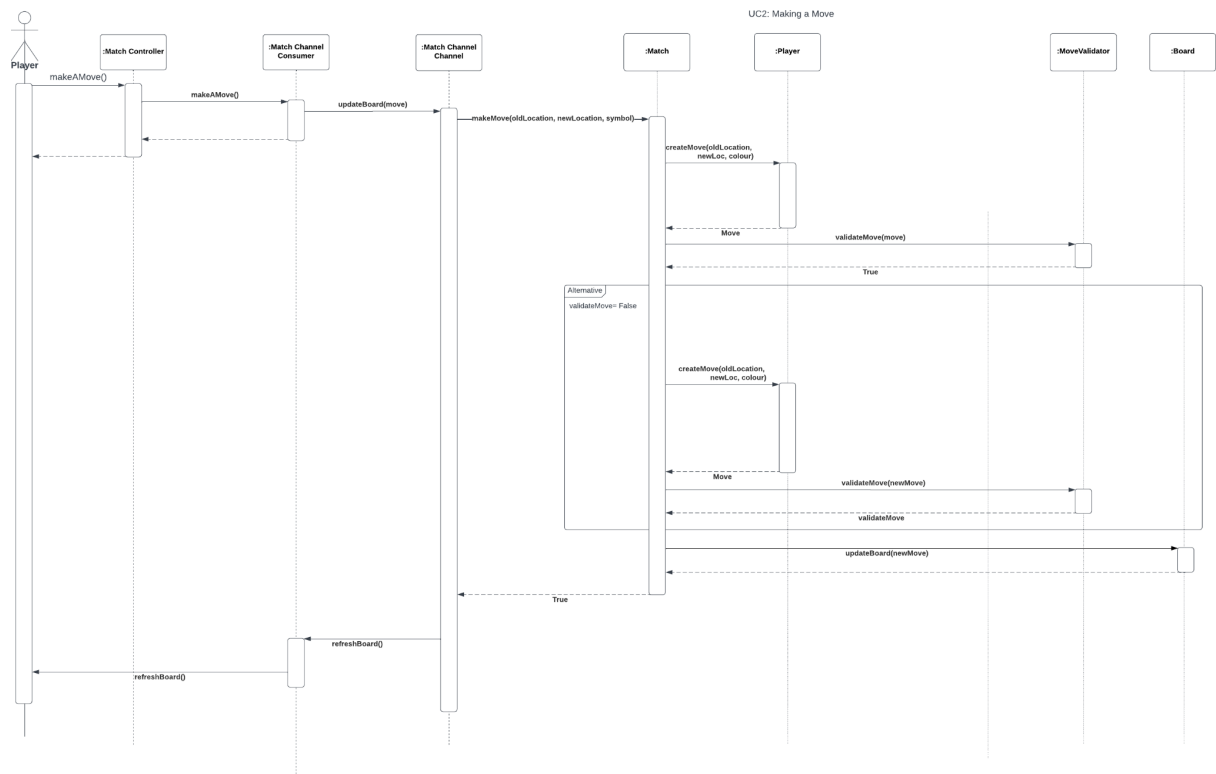 UC2: Making a Move
Player
:Match Controller
:Match Channel
Consumer
:Match Channel
Channel
:Match
:Player
:MoveValidator
:Board
makeAMove()
makeAMove()
updateBoard(move)
makeMove(oldLocation, newLocation, symbol)
createMove(oldLocation,
newLoc, colour)
Move
validateMove(move)
True
Alternative
validateMove= False
createMove(oldLocation,
newLoc, colour)
Move
validateMove(newMove)
validateMove
updateBoard(newMove)
True
refreshBoard()
refreshBoard()